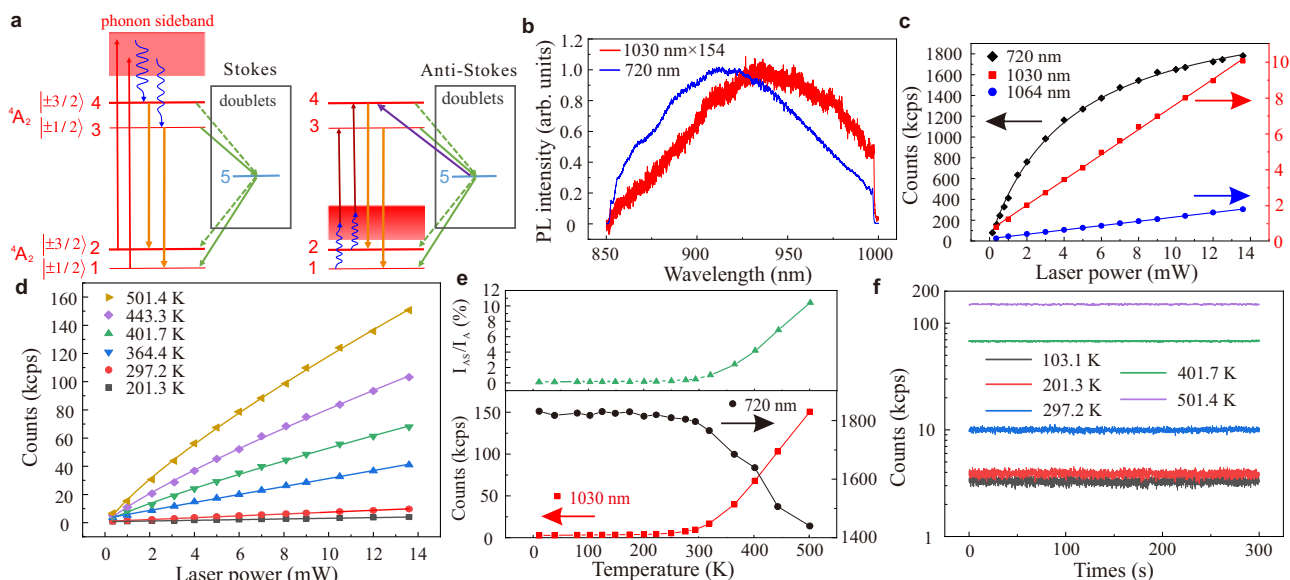 a
phonon sideband
Stokes
Anti-Stokes
doublets
doublets
4
|±3/2⟩
⁴A₂
|±1/2⟩
3
5
⁴A₂
|±3/2⟩
2
|±1/2⟩
1
4
3
5
2
1
b
1030 nm×154
720 nm
PL intensity (arb. units)
1.2
1.0
0.8
0.6
0.4
0.2
0
850 900 950 1000
Wavelength (nm)
c
720 nm
1030 nm
1064 nm
Counts (kcps)
1800
1600
1400
1200
1000
800
600
400
200
0
10
8
6
4
2
0
0 2 4 6 8 10 12 14
Laser power (mW)
d
501.4 K
443.3 K
401.7 K
364.4 K
297.2 K
201.3 K
Counts (kcps)
160
140
120
100
80
60
40
20
0
0 2 4 6 8 10 12 14
Laser power (mW)
e
I_AS/I_A (%)
12
10
8
6
4
2
0
720 nm
1030 nm
Counts (kcps)
150
100
50
0
1800
1600
1400
0 100 200 300 400 500
Temperature (K)
f
Counts (kcps)
200
100
10
1
103.1 K
201.3 K
297.2 K
401.7 K
501.4 K
0 100 200 300
Times (s)